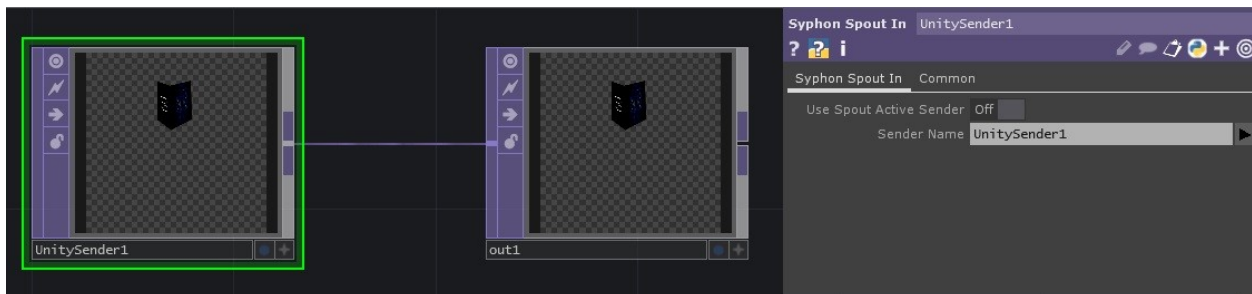 Syphon Spout In UnitySender1
? ? i
Syphon Spout In Common
Use Spout Active Sender Off
Sender Name UnitySender1
UnitySender1
out1